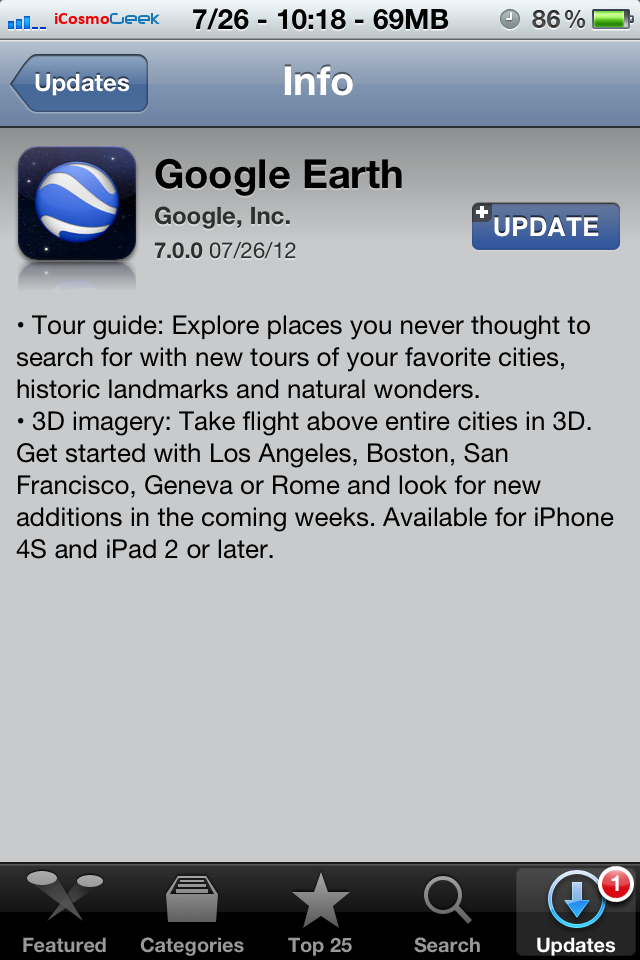 iCosmoGeek 7/26 - 10:18 - 69MB 86%
Updates Info
Google Earth
Google, Inc.
UPDATE
7.0.0 07/26/12
• Tour guide: Explore places you never thought to
search for with new tours of your favorite cities,
historic landmarks and natural wonders.
• 3D imagery: Take flight above entire cities in 3D.
Get started with Los Angeles, Boston, San
Francisco, Geneva or Rome and look for new
additions in the coming weeks. Available for iPhone
4S and iPad 2 or later.
1
Featured Categories Top 25 Search Updates